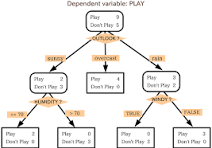 Dependent variable: PLAY
Play 9
Don't Play 5
OUTLOOK ?
sunny overcast rain
Play 2
Don't Play 3
Play 4
Don't Play 0
Play 3
Don't Play 2
HUMIDITY ?
WINDY ?
<= 70 > 70 TRUE FALSE
Play 2
Don't Play 0
Play 0
Don't Play 3
Play 0
Don't Play 2
Play 3
Don't Play 0